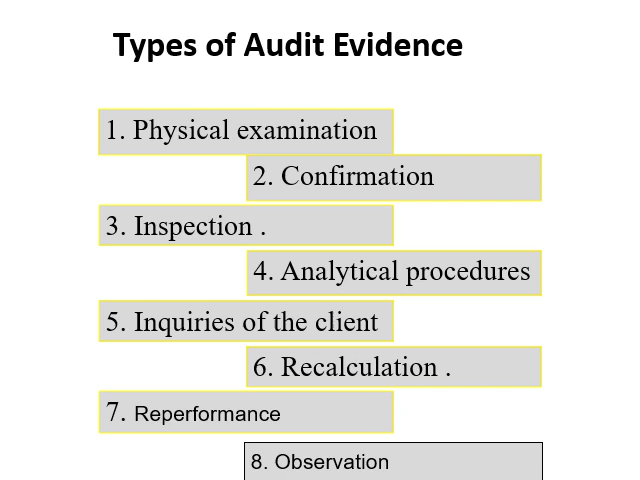 Types of Audit Evidence
1. Physical examination
2. Confirmation
3. Inspection .
4. Analytical procedures
5. Inquiries of the client
6. Recalculation .
7. Reperformance
8. Observation